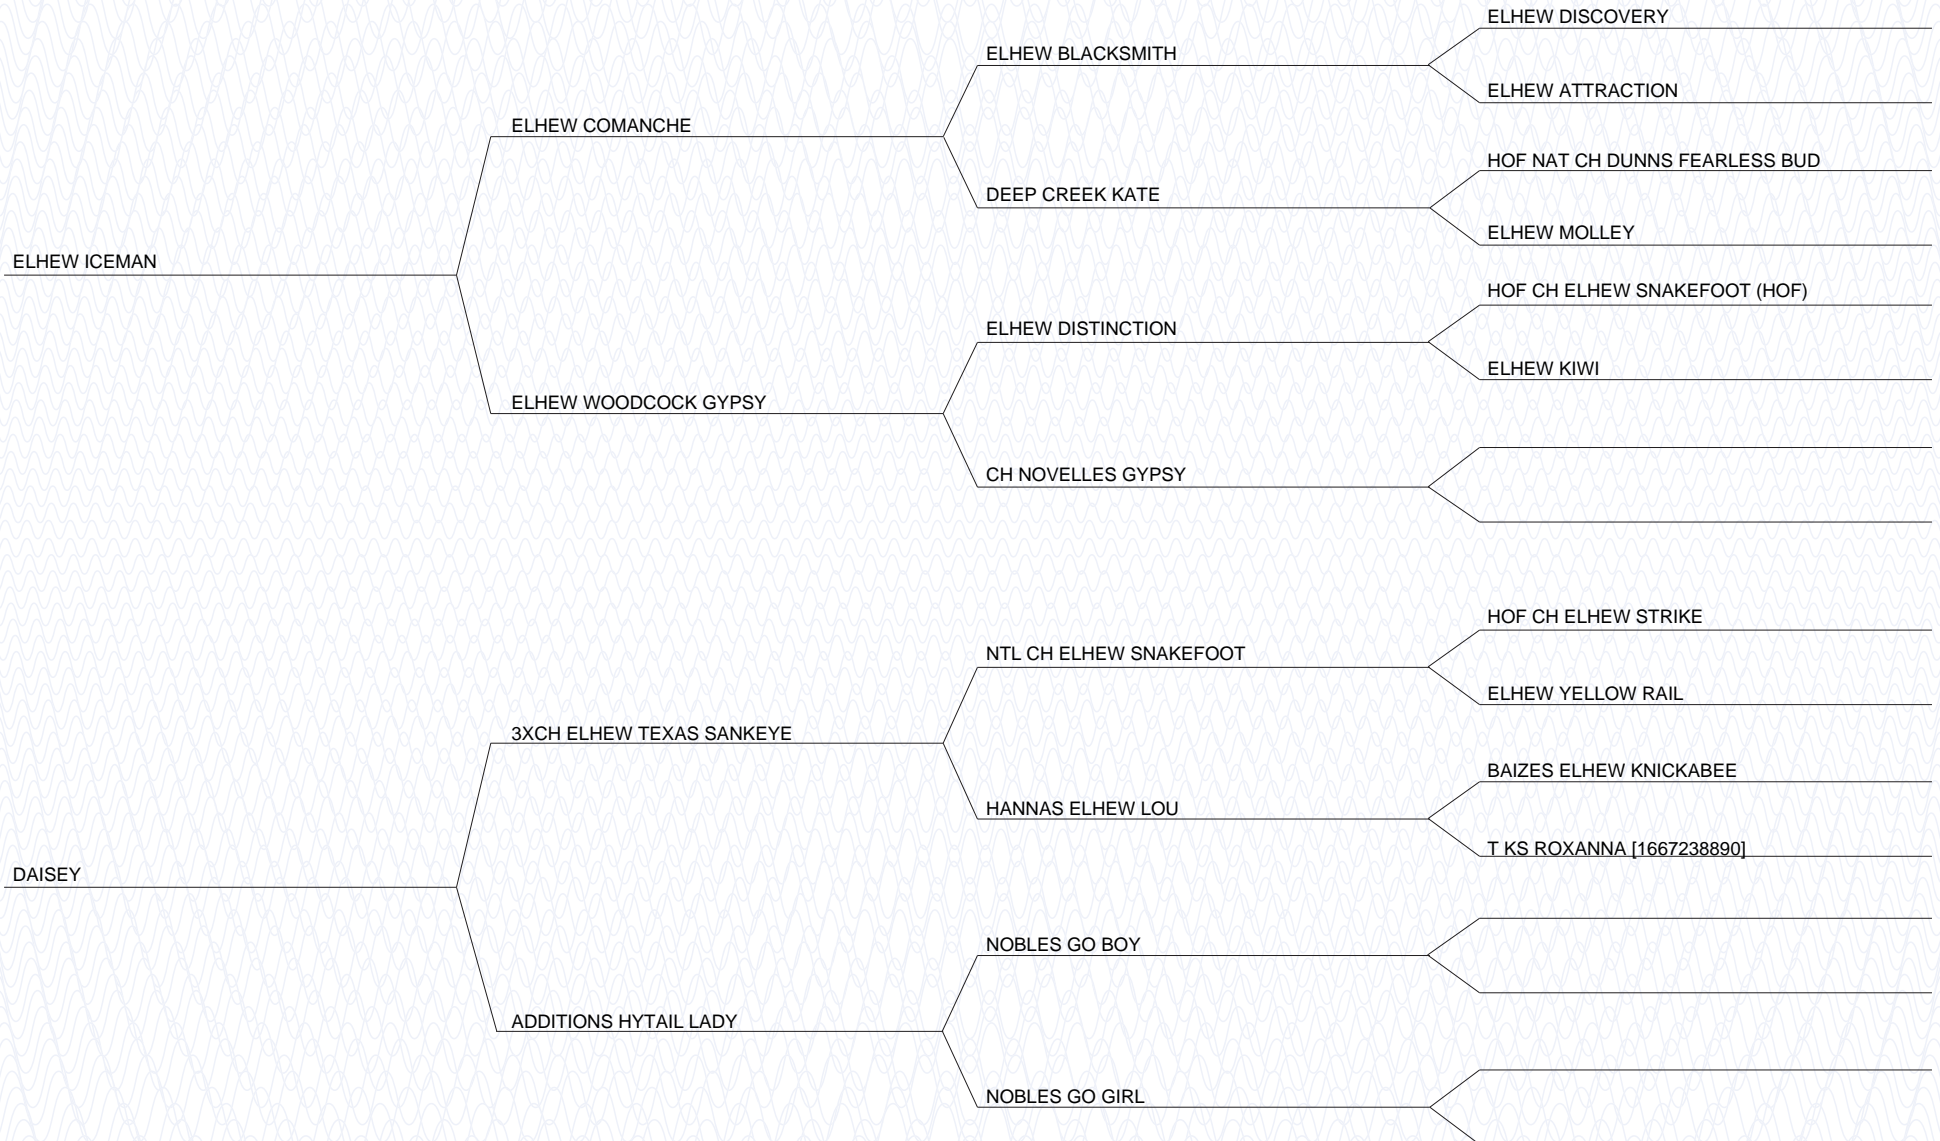 ELHEW DISCOVERY
ELHEW BLACKSMITH
ELHEW ATTRACTION
ELHEW COMANCHE
HOF NAT CH DUNNS FEARLESS BUD
DEEP CREEK KATE
ELHEW MOLLEY
ELHEW ICEMAN
HOF CH ELHEW SNAKEFOOT (HOF)
ELHEW DISTINCTION
ELHEW KIWI
ELHEW WOODCOCK GYPSY
CH NOVELLES GYPSY
HOF CH ELHEW STRIKE
NTL CH ELHEW SNAKEFOOT
ELHEW YELLOW RAIL
3XCH ELHEW TEXAS SANKEYE
BAIZES ELHEW KNICKABEE
HANNAS ELHEW LOU
T KS ROXANNA [1667238890]
DAISEY
NOBLES GO BOY
ADDITIONS HYTAIL LADY
NOBLES GO GIRL